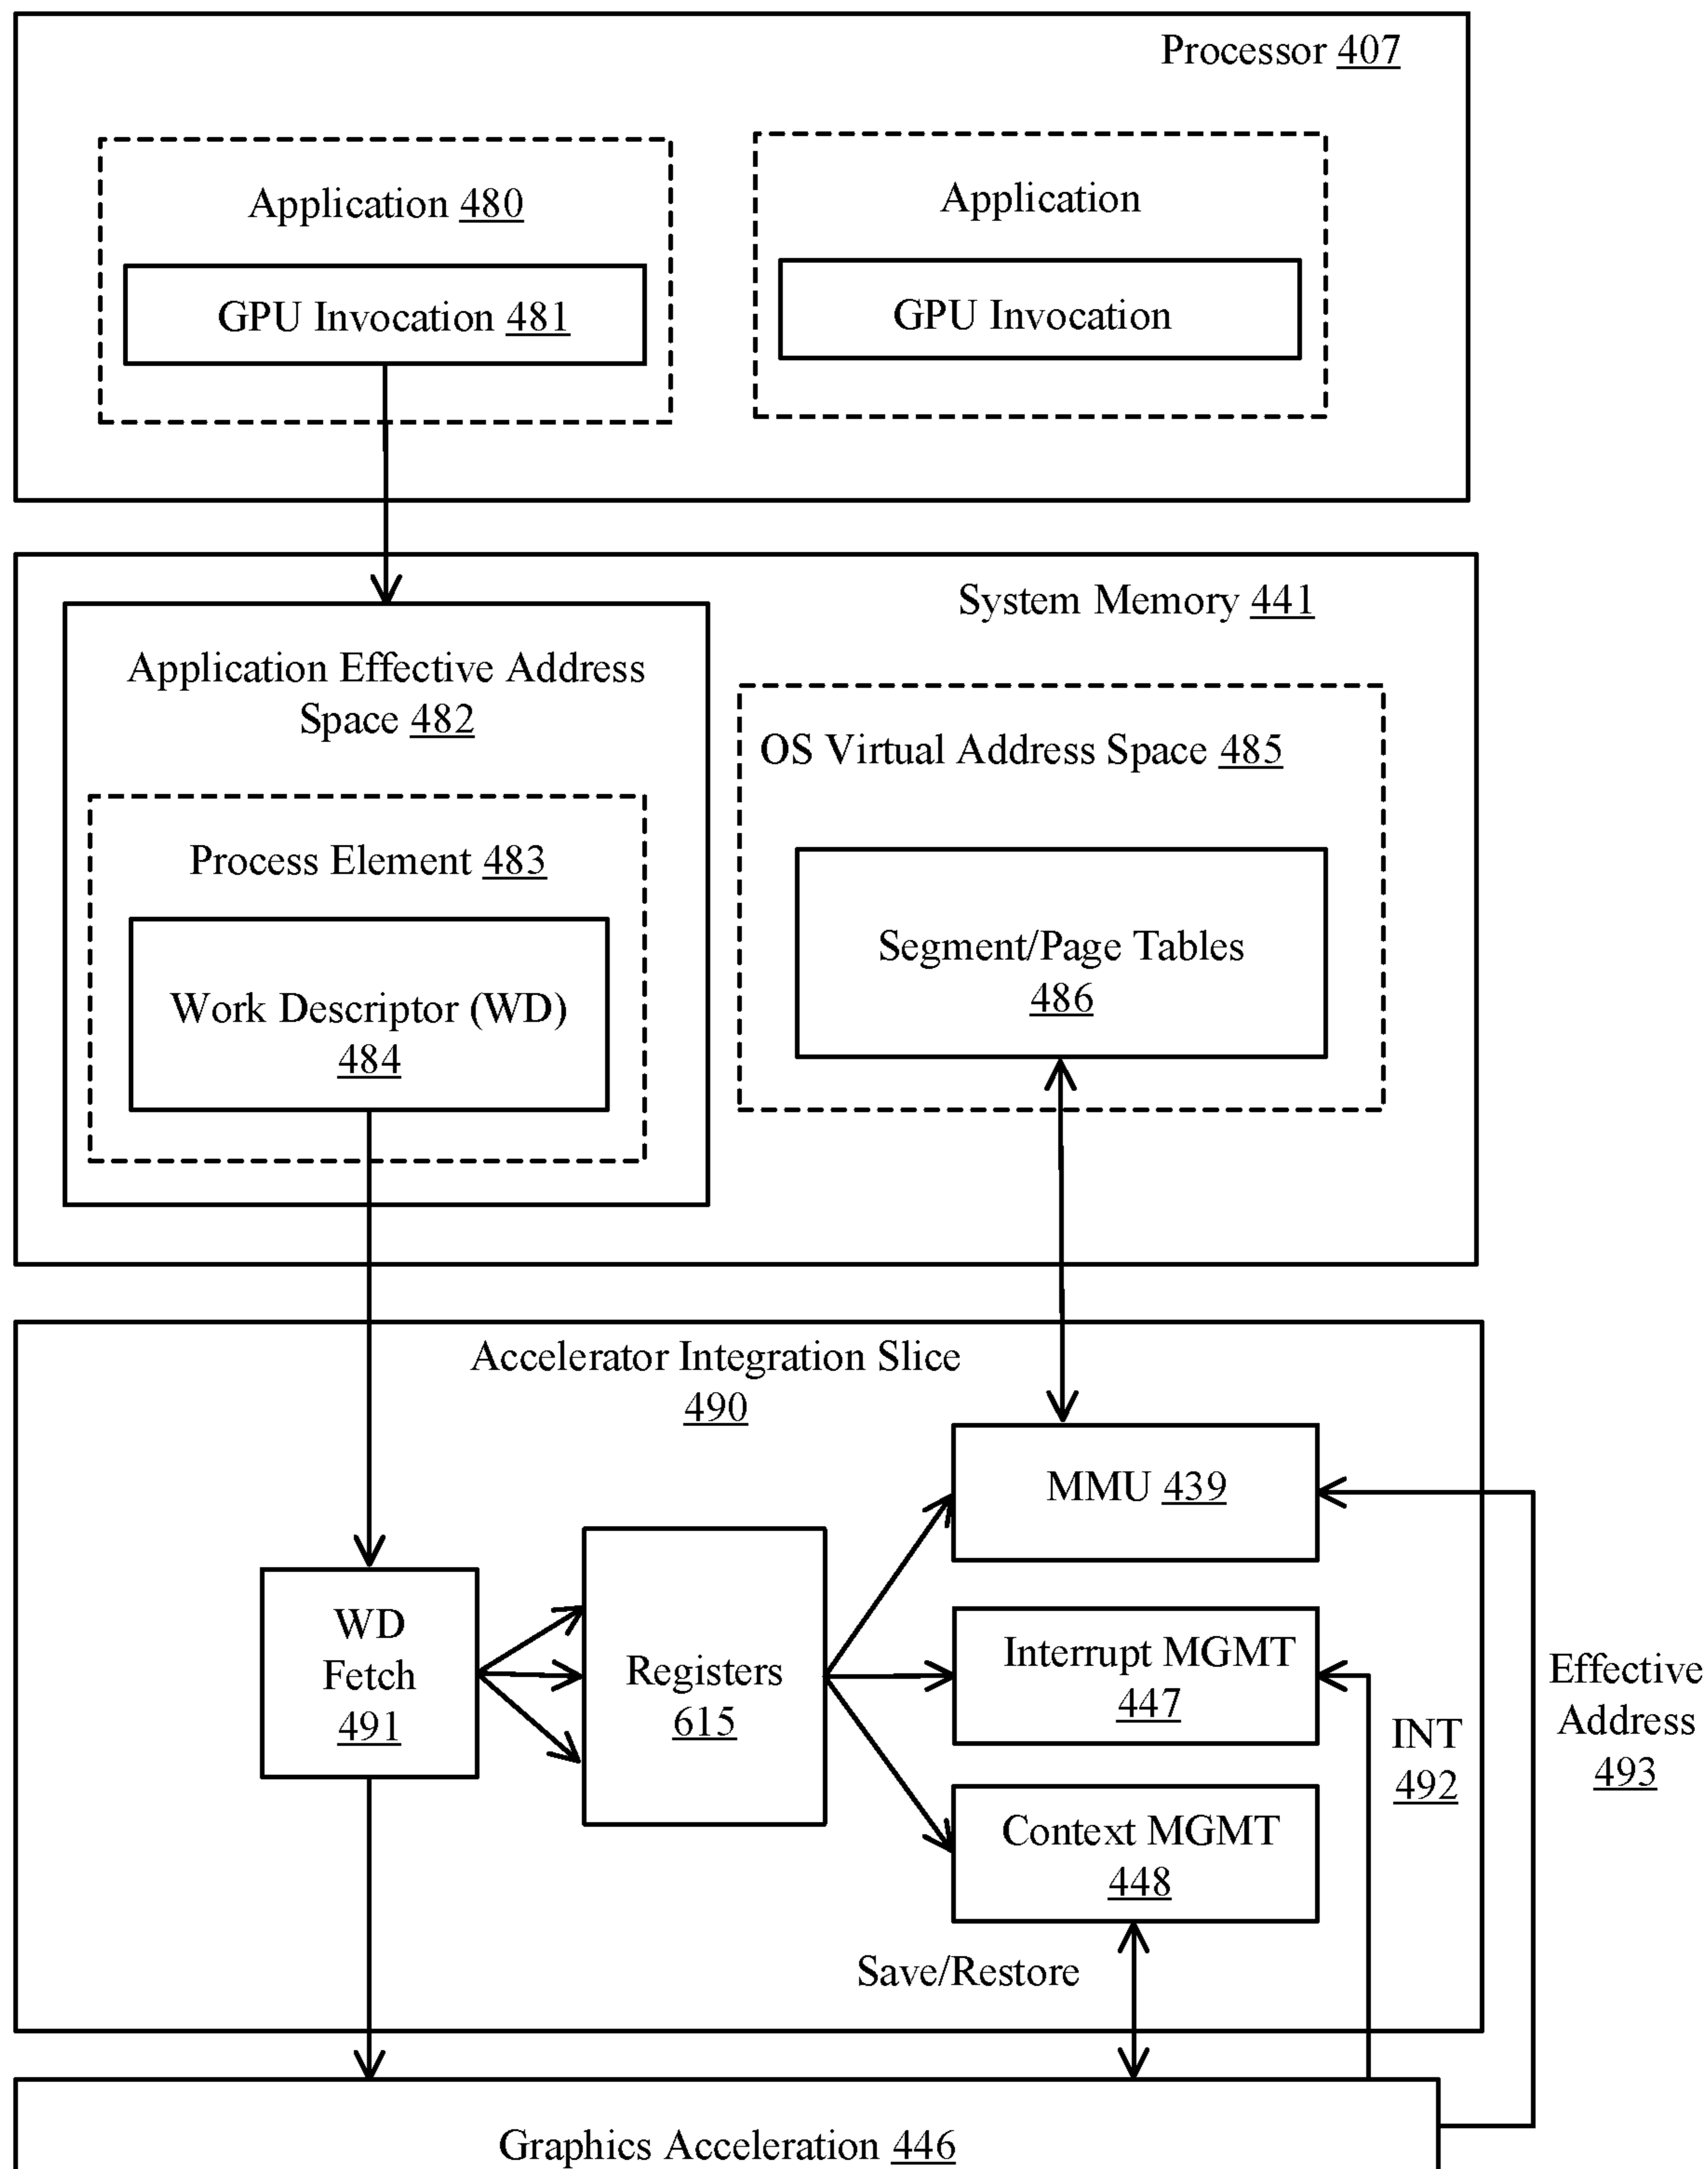 Processor 407
Application 480
GPU Invocation 481
Application
GPU Invocation
System Memory 441
Application Effective Address
Space 482
Process Element 483
Work Descriptor (WD)
484
OS Virtual Address Space 485
Segment/Page Tables
486
Accelerator Integration Slice
490
WD
Fetch
491
Registers
615
MMU 439
Interrupt MGMT
447
Context MGMT
448
INT
492
Effective
Address
493
Save/Restore
Graphics Acceleration 446